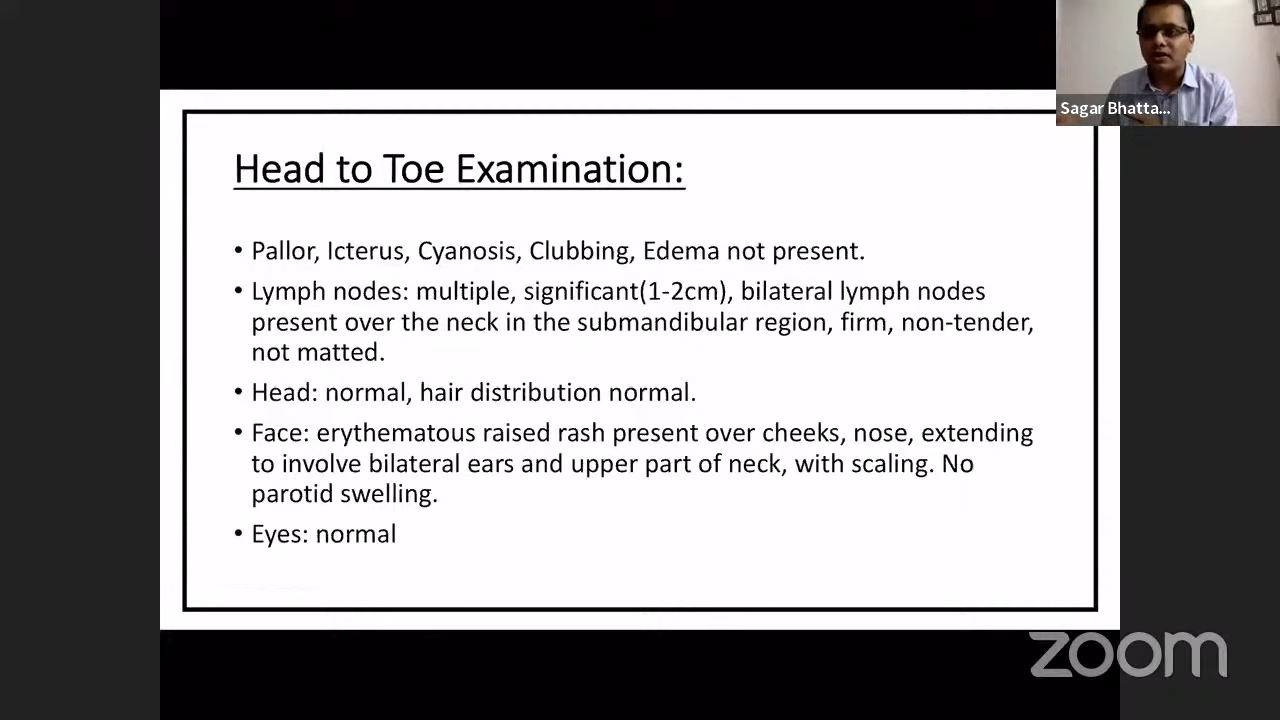 Sagar Bhatta...
Head to Toe Examination:
• Pallor, Icterus, Cyanosis, Clubbing, Edema not present.
• Lymph nodes: multiple, significant(1-2cm), bilateral lymph nodes
present over the neck in the submandibular region, firm, non-tender,
not matted.
• Head: normal, hair distribution normal.
• Face: erythematous raised rash present over cheeks, nose, extending
to involve bilateral ears and upper part of neck, with scaling. No
parotid swelling.
• Eyes: normal
zoom